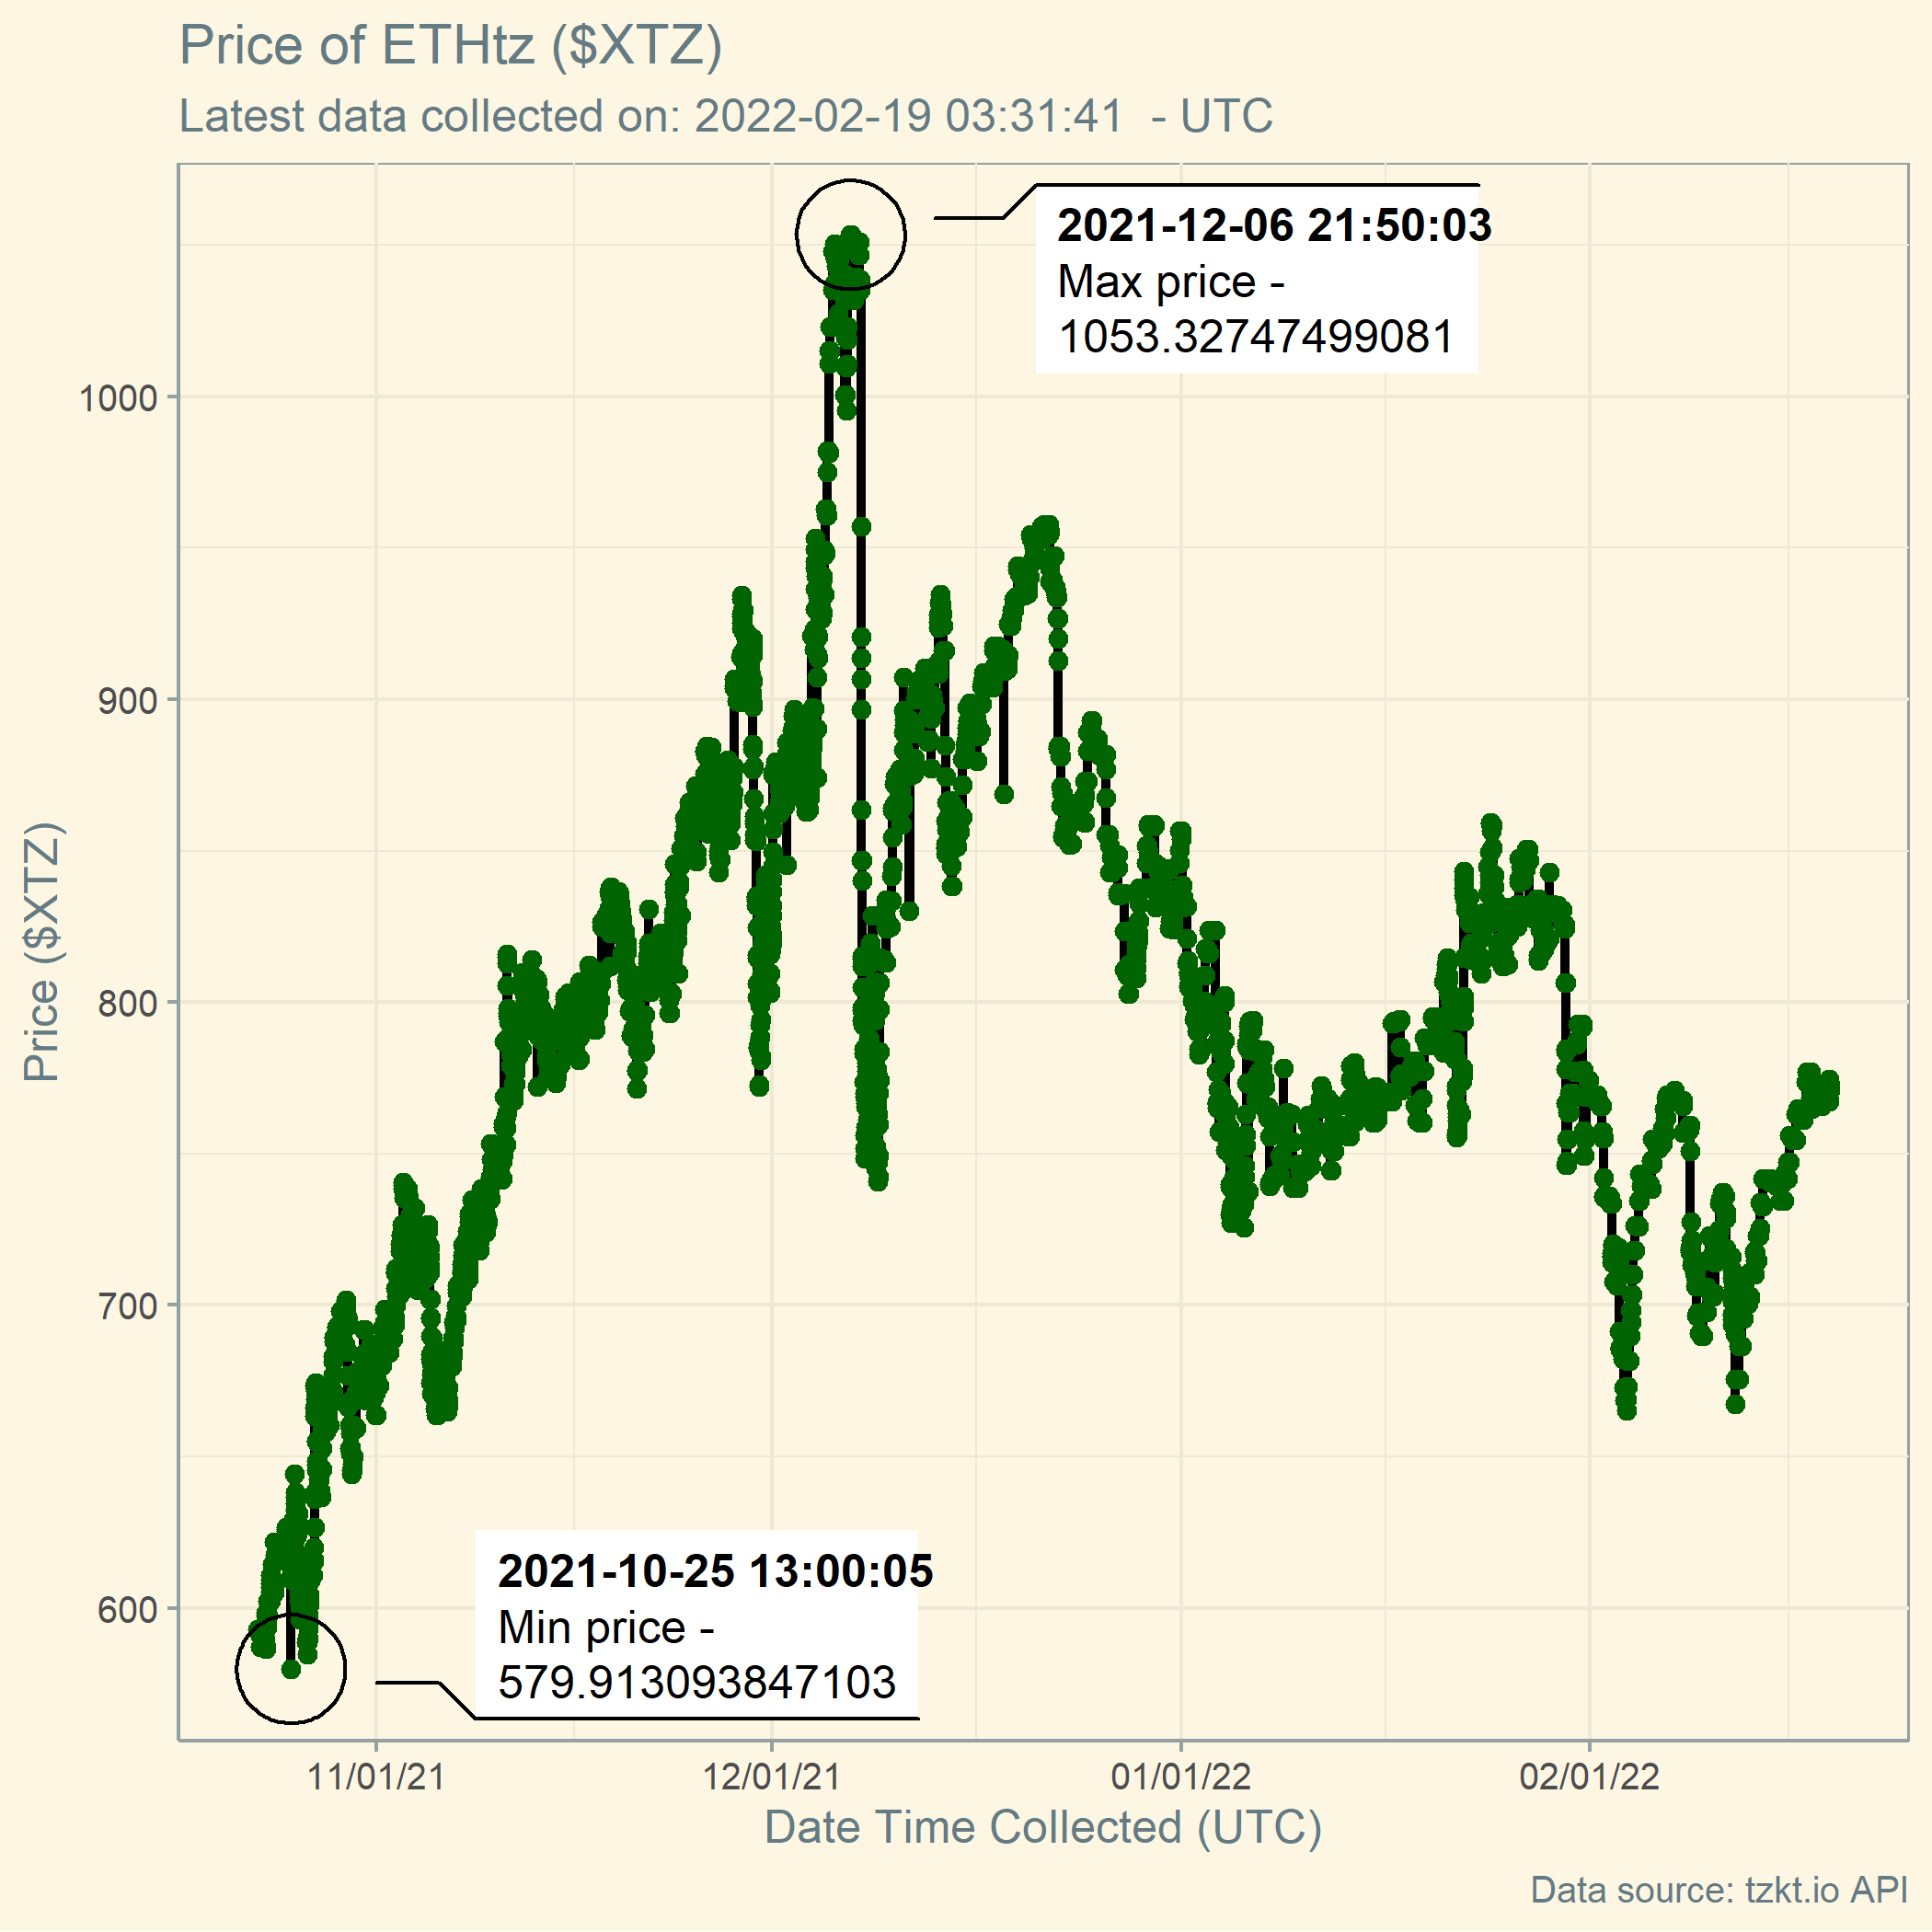 Price of ETHtz ($XTZ)
Latest data collected on: 2022-02-19 03:31:41  - UTC
2021-12-06 21:50:03
Max price -
1053.32747499081
1000
900
800
700
600
Price ($XTZ)
2021-10-25 13:00:05
Min price -
579.913093847103
11/01/21
12/01/21
01/01/22
02/01/22
Date Time Collected (UTC)
Data source: tzkt.io API